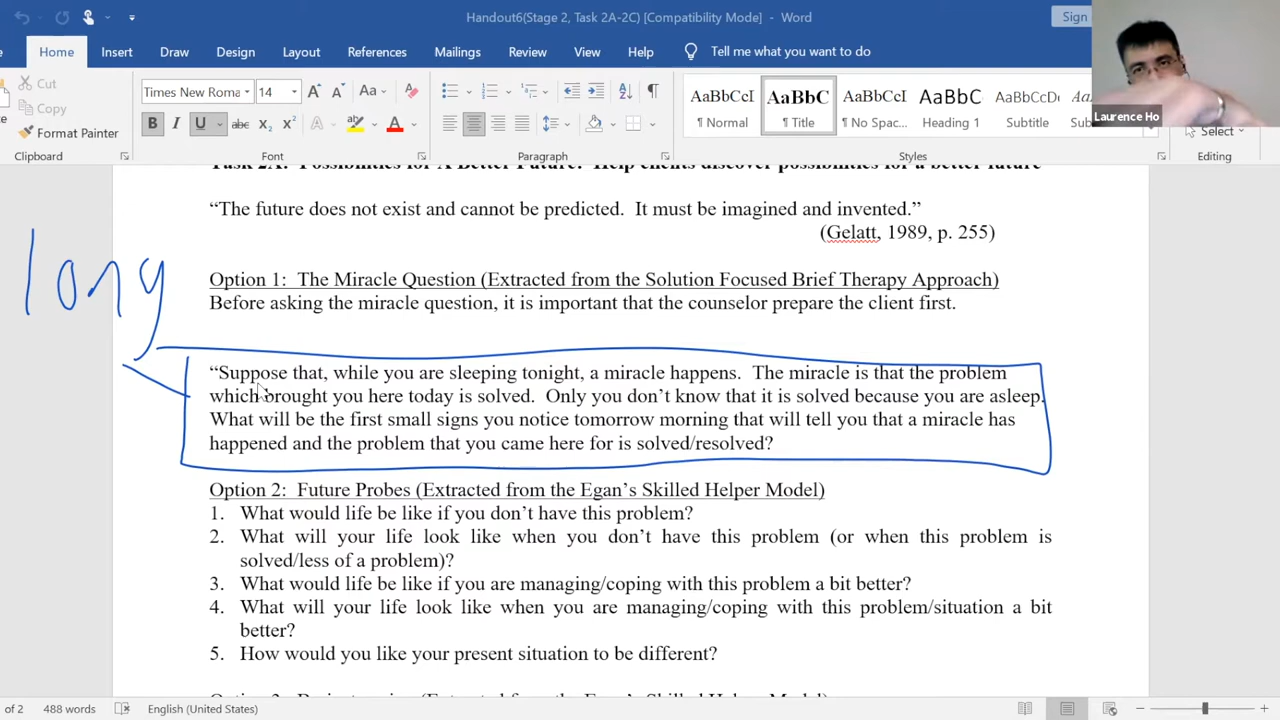 Handout6(Stage 2, Task 2A-2C) [Compatibility Mode] - Word
Sign
Home Insert Draw Design Layout References Mailings Review View Help Tell me what you want to do
Laurence Ho
Cut
Copy
Format Painter
Clipboard
Times New Roma 14
Font
Paragraph
AaBbCcI AaBbC AaBbCcI AaBbC AaBbCcD
¶ Normal ¶ Title ¶ No Spac... Heading 1 Subtitle
Styles
Select
Editing
Task 2A: Possibilities for A Better Future: Help clients discover possibilities for a better future
“The future does not exist and cannot be predicted. It must be imagined and invented.”
(Gelatt, 1989, p. 255)
long
Option 1: The Miracle Question (Extracted from the Solution Focused Brief Therapy Approach)
Before asking the miracle question, it is important that the counselor prepare the client first.
“Suppose that, while you are sleeping tonight, a miracle happens. The miracle is that the problem
which brought you here today is solved. Only you don’t know that it is solved because you are asleep.
What will be the first small signs you notice tomorrow morning that will tell you that a miracle has
happened and the problem that you came here for is solved/resolved?
Option 2: Future Probes (Extracted from the Egan’s Skilled Helper Model)
1. What would life be like if you don’t have this problem?
2. What will your life look like when you don’t have this problem (or when this problem is
solved/less of a problem)?
3. What would life be like if you are managing/coping with this problem a bit better?
4. What will your life look like when you are managing/coping with this problem/situation a bit
better?
5. How would you like your present situation to be different?
of 2 488 words English (United States)